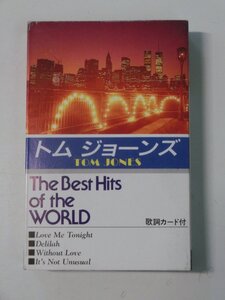 トム ジョーンズ
TOM JONES
The Best Hits
of the
WORLD
歌詞カード付
■Love Me Tonight
■Delilah
■Without Love
■It's Not Unusual